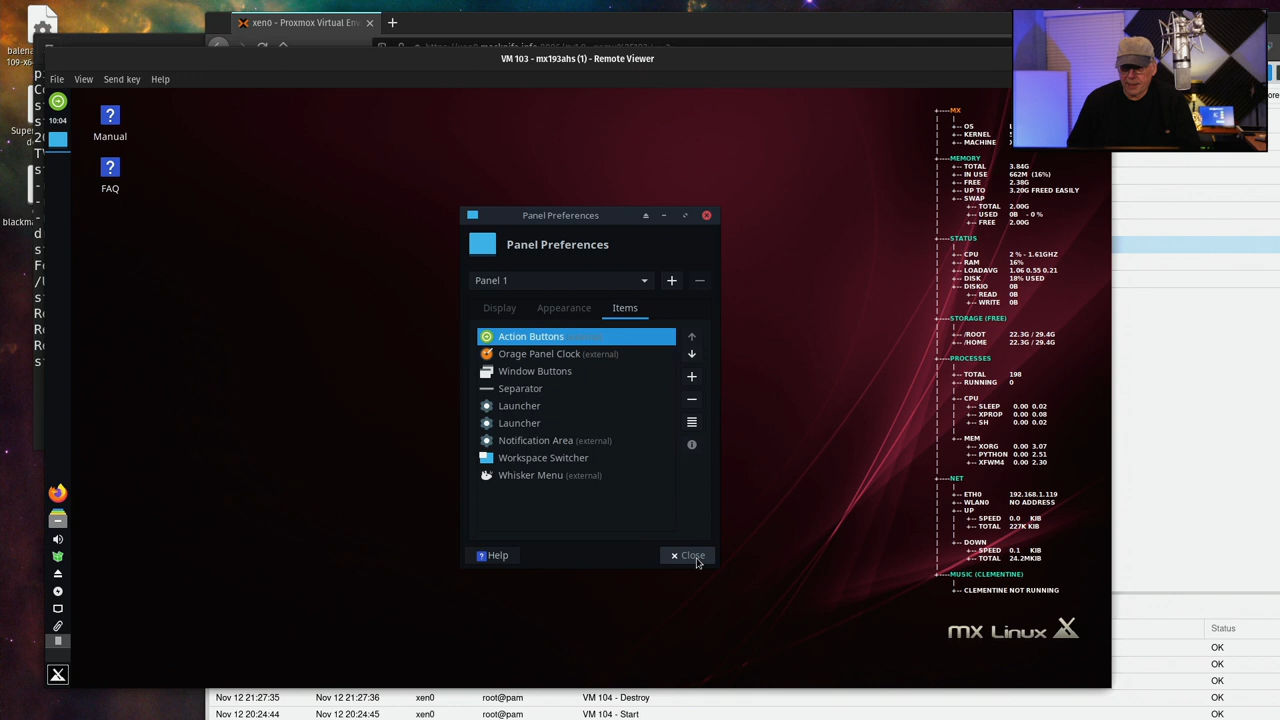 xeno - Proxmox Virtual Env
VM 103 - mx193ahs (1) - Remote Viewer
File View Send key Help
10:04
Manual
FAQ
Panel Preferences
Panel Preferences
Panel 1
Display Appearance Items
Action Buttons
Orage Panel Clock (external)
Window Buttons
Separator
Launcher
Launcher
Notification Area (external)
Workspace Switcher
Whisker Menu (external)
Help
Close
MX
OS
KERNEL
MACHINE
MEMORY
TOTAL 3.84G
IN USE 662M (16%)
FREE 2.38G
UP TO 3.20G FREED EASILY
SWAP
TOTAL 2.00G
USED 0B - 0 %
FREE 2.00G
STATUS
CPU 2 % - 1.61GHZ
RAM 16%
LOADAVG 1.06 0.55 0.21
DISK 18% USED
DISKIO 0B
READ 0B
WRITE 0B
STORAGE (FREE)
/ROOT 22.3G / 29.4G
/HOME 22.3G / 29.4G
PROCESSES
TOTAL 198
RUNNING 0
CPU
SLEEP 0.00 0.02
XPROP 0.00 0.08
SH 0.00 0.02
MEM
XORG 0.00 3.07
PYTHON 0.00 2.51
XFWM4 0.00 2.30
NET
ETH0 192.168.1.119
WLAN0 NO ADDRESS
UP
SPEED 0.0 KIB
TOTAL 227K KIB
DOWN
SPEED 0.1 KIB
TOTAL 24.2MKIB
MUSIC (CLEMENTINE)
CLEMENTINE NOT RUNNING
MX Linux
Status
OK
OK
OK
Nov 12 21:27:35 Nov 12 21:27:36 xen0 root@pam VM 104 - Destroy OK
Nov 12 20:24:44 Nov 12 20:24:45 xen0 root@pam VM 104 - Start OK